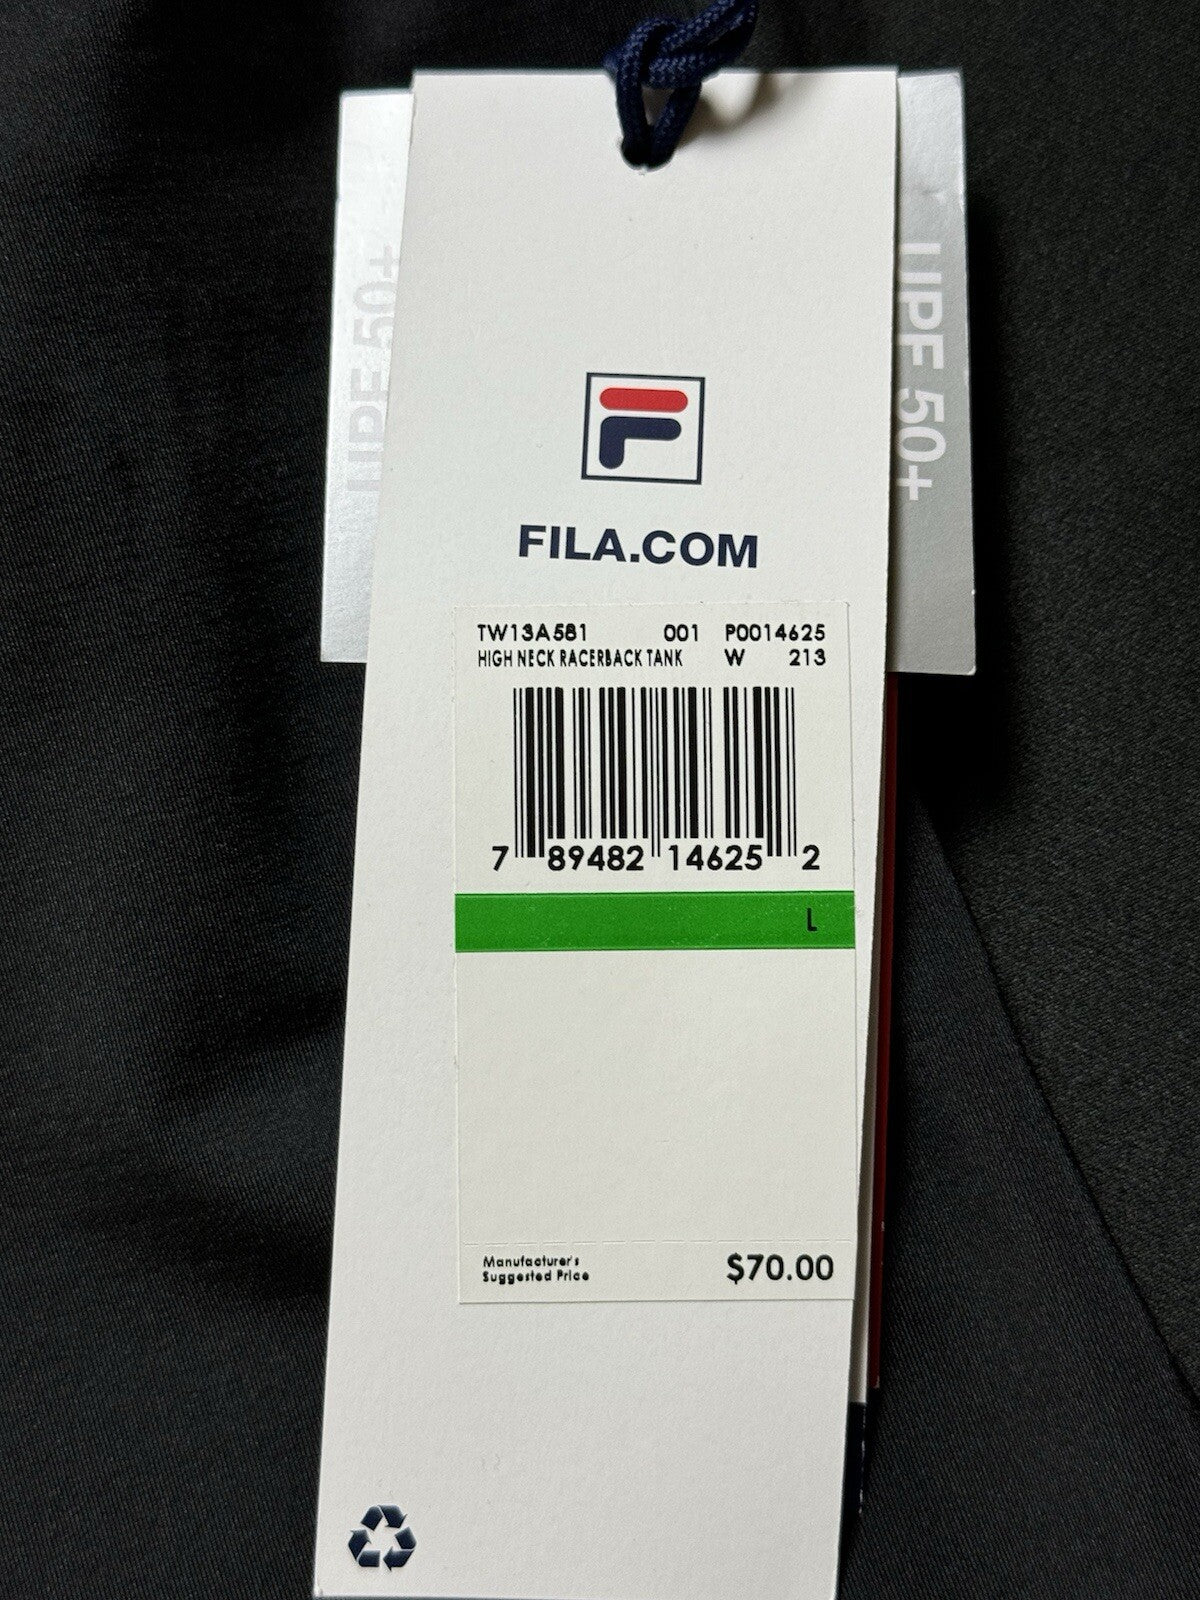 UPF 50+
UPF 50+
FILA.COM
TW13A581 001 P0014625
HIGH NECK RACERBACK TANK W 213
7 89482 14625 2
L
Manufacturer's
Suggested Price $70.00